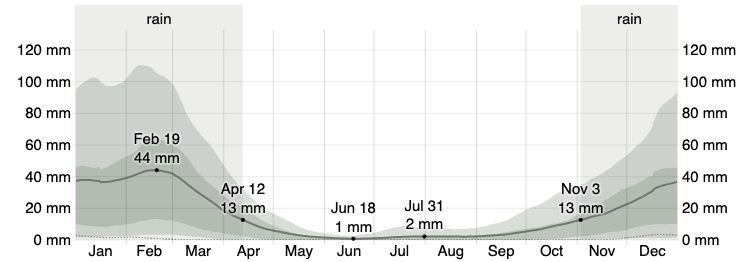 rain rain
120 mm 120 mm
100 mm 100 mm
80 mm 80 mm
60 mm 60 mm
40 mm 40 mm
20 mm 20 mm
0 mm 0 mm
Feb 19
44 mm
Apr 12
13 mm
Jun 18
1 mm
Jul 31
2 mm
Nov 3
13 mm
Jan Feb Mar Apr May Jun Jul Aug Sep Oct Nov Dec